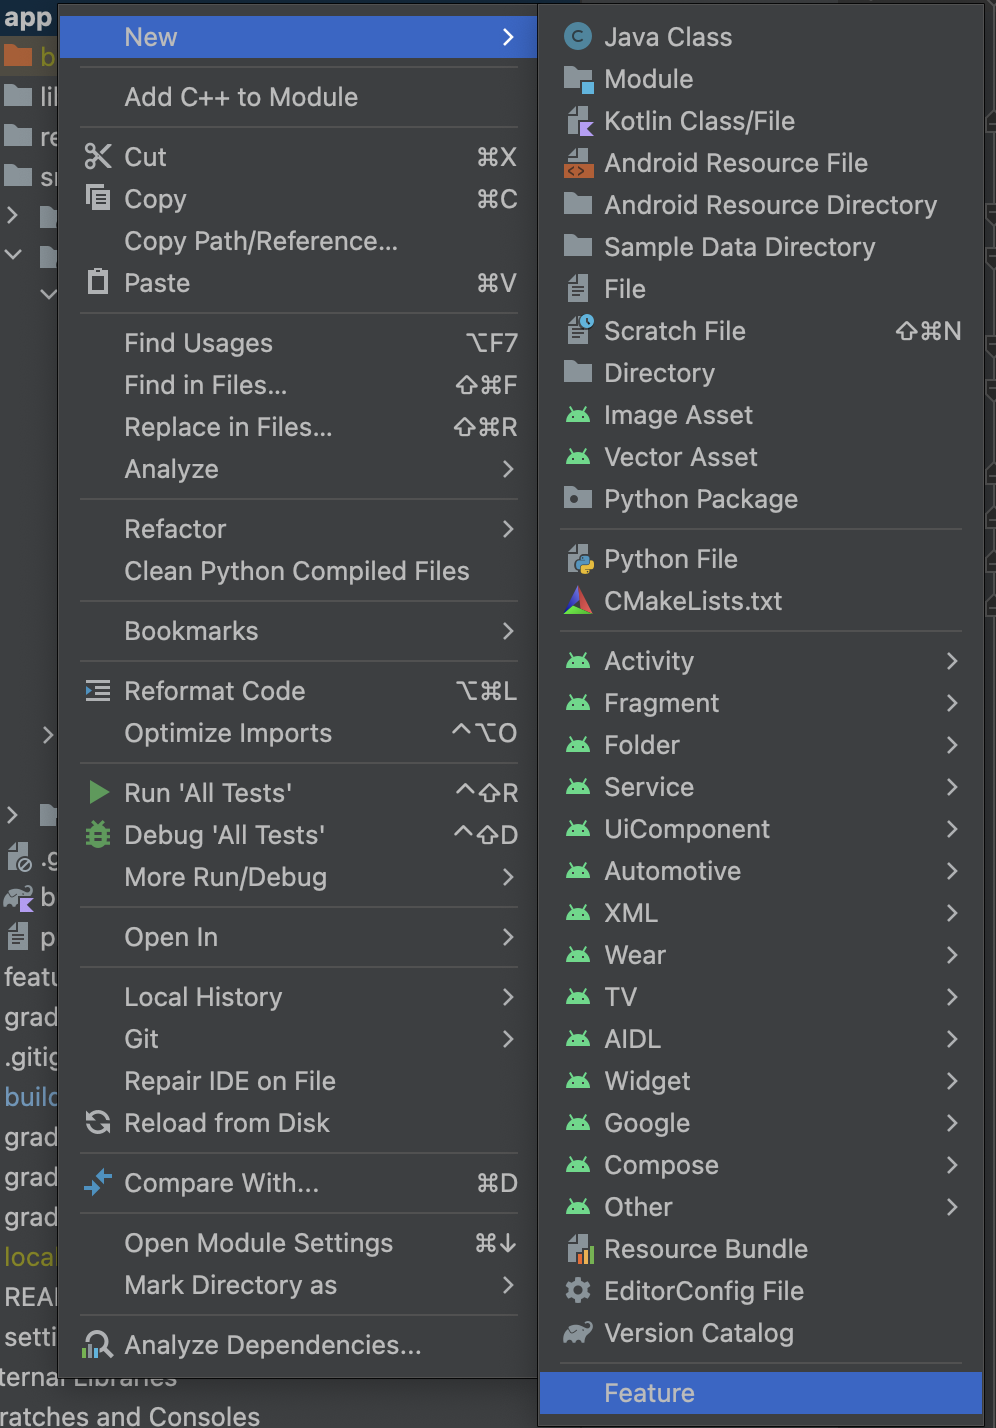 app
New
Add C++ to Module
Cut ⌘X
Copy ⌘C
Copy Path/Reference...
Paste ⌘V
Find Usages ⌥F7
Find in Files... ⇧⌘F
Replace in Files... ⇧⌘R
Analyze
Refactor
Clean Python Compiled Files
Bookmarks
Reformat Code ⌥⌘L
Optimize Imports ^⌥O
Run 'All Tests' ^⇧R
Debug 'All Tests' ^⇧D
More Run/Debug
Open In
Local History
Git
Repair IDE on File
Reload from Disk
Compare With... ⌘D
Open Module Settings ⌘↓
Mark Directory as
Analyze Dependencies...
Java Class
Module
Kotlin Class/File
Android Resource File
Android Resource Directory
Sample Data Directory
File
Scratch File ⇧⌘N
Directory
Image Asset
Vector Asset
Python Package
Python File
CMakeLists.txt
Activity
Fragment
Folder
Service
UiComponent
Automotive
XML
Wear
TV
AIDL
Widget
Google
Compose
Other
Resource Bundle
EditorConfig File
Version Catalog
Feature
b
li
re
.g
b
p
featu
grad
.gitig
build
grad
grad
grad
local
REA
setti
ternal Libraries
ratches and Consoles